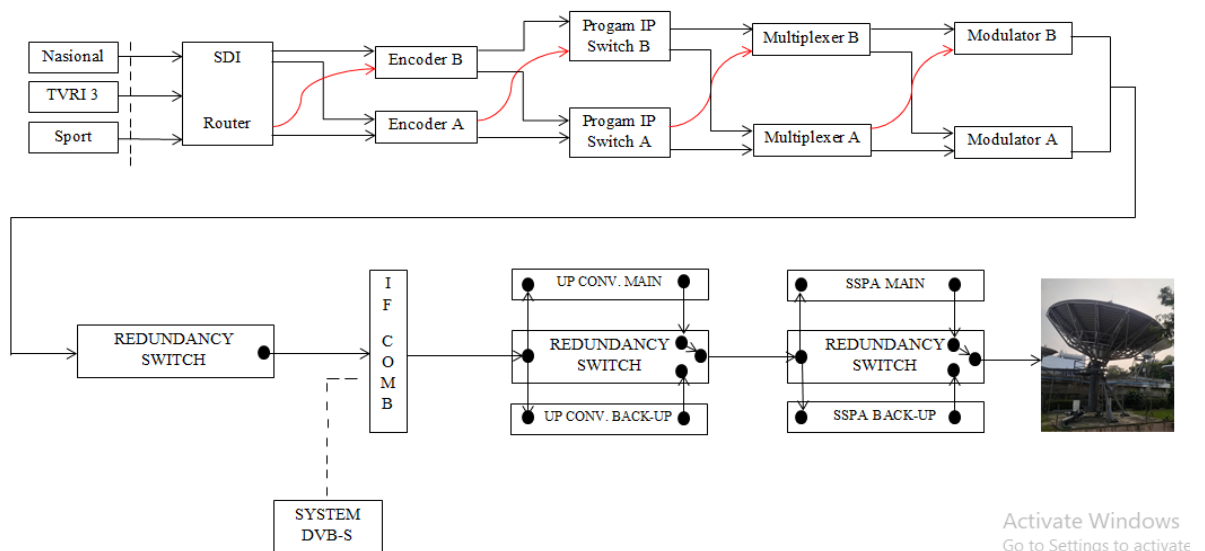 Nasional
TVRI 3
Sport
SDI
Router
Encoder B
Encoder A
Progam IP
Switch B
Progam IP
Switch A
Multiplexer B
Multiplexer A
Modulator B
Modulator A
REDUNDANCY
SWITCH
I
F
C
O
M
B
SYSTEM
DVB-S
UP CONV. MAIN
REDUNDANCY
SWITCH
UP CONV. BACK-UP
SSPA MAIN
REDUNDANCY
SWITCH
SSPA BACK-UP
Activate Windows
Go to Settings to activate